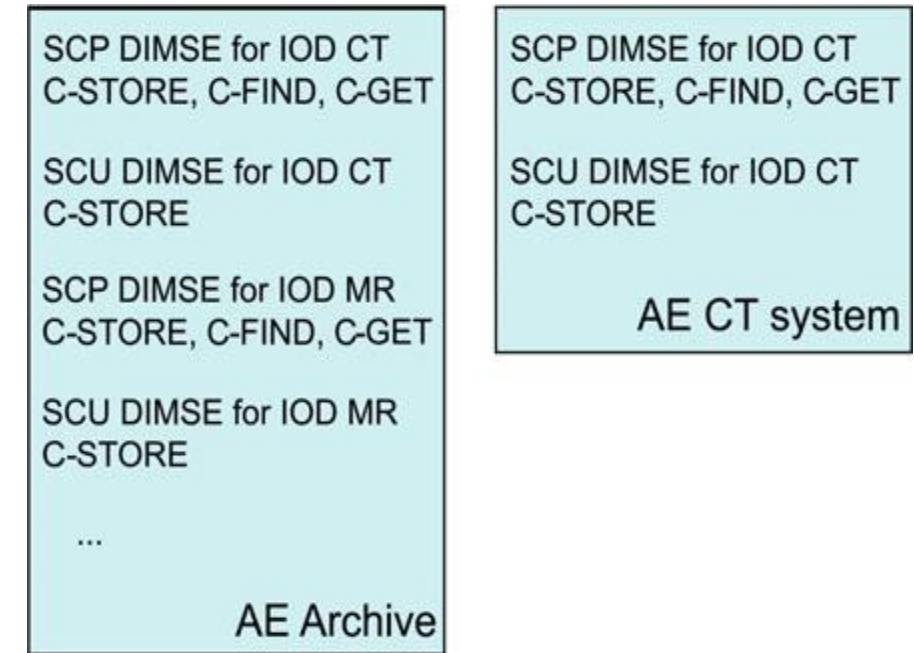 SCP DIMSE for IOD CT
C-STORE, C-FIND, C-GET
SCU DIMSE for IOD CT
C-STORE
SCP DIMSE for IOD MR
C-STORE, C-FIND, C-GET
SCU DIMSE for IOD MR
C-STORE
...
AE Archive
SCP DIMSE for IOD CT
C-STORE, C-FIND, C-GET
SCU DIMSE for IOD CT
C-STORE
AE CT system